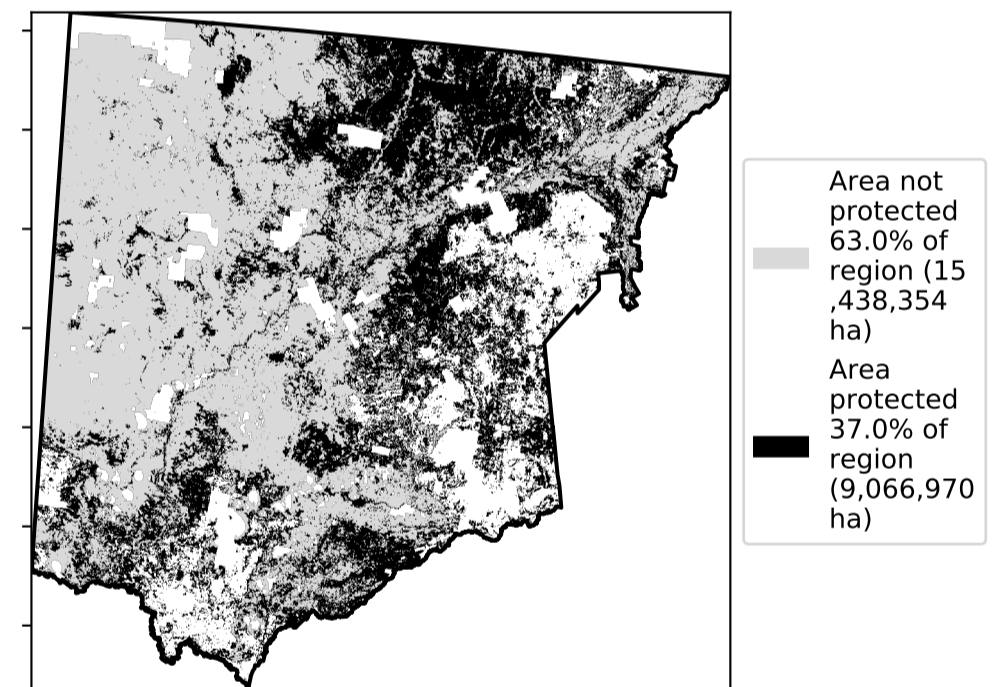 Area not
protected
63.0% of
region (15
,438,354
ha)
Area
protected
37.0% of
region
(9,066,970
ha)